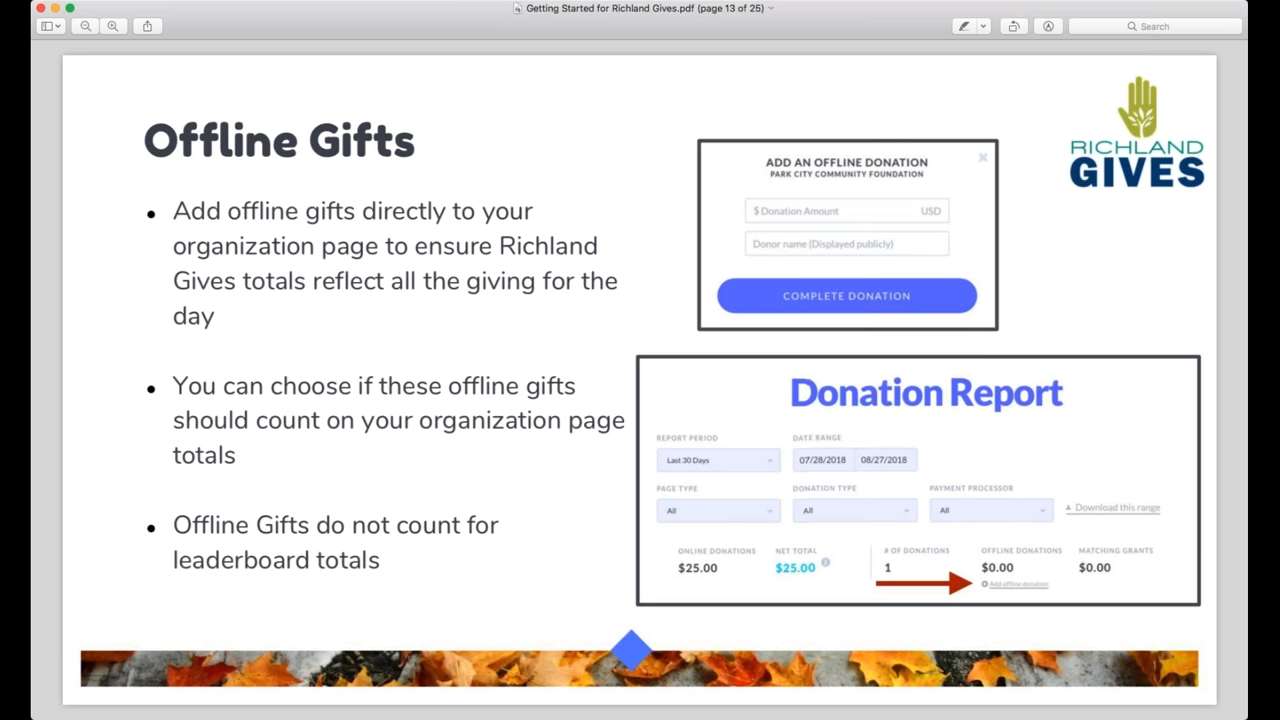 Getting Started for Richland Gives.pdf (page 13 of 25)
Search
Offline Gifts
• Add offline gifts directly to your
organization page to ensure Richland
Gives totals reflect all the giving for the
day
• You can choose if these offline gifts
should count on your organization page
totals
• Offline Gifts do not count for
leaderboard totals
RICHLAND
GIVES
ADD AN OFFLINE DONATION
PARK CITY COMMUNITY FOUNDATION
$ Donation Amount USD
Donor name (Displayed publicly)
COMPLETE DONATION
Donation Report
REPORT PERIOD DATE RANGE
Last 30 Days 07/28/2018 08/27/2018
PAGE TYPE DONATION TYPE PAYMENT PROCESSOR
All All All Download this range
ONLINE DONATIONS NET TOTAL # OF DONATIONS OFFLINE DONATIONS MATCHING GRANTS
$25.00 $25.00 1 $0.00 $0.00
Add offline donation